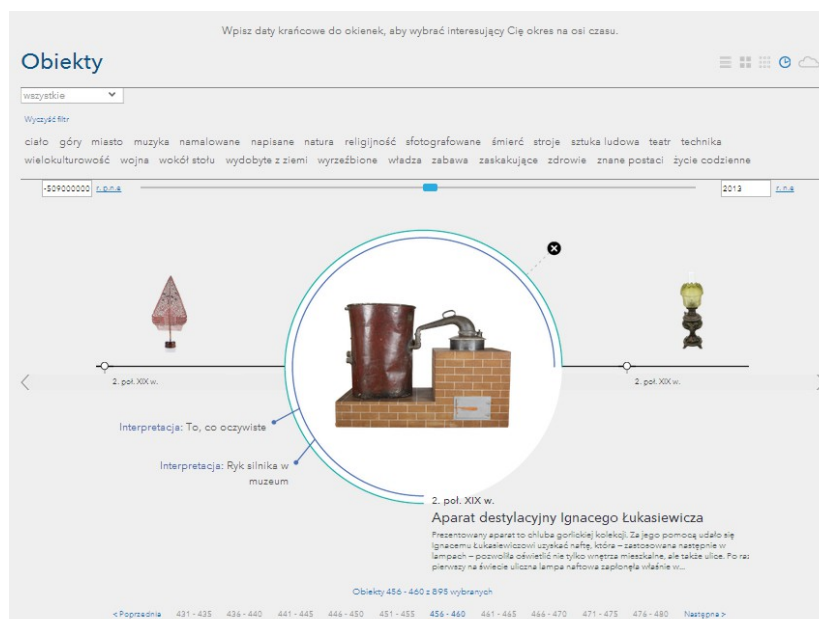 Wpisz daty krańcowe do okienek, aby wybrać interesujący Cię okres na osi czasu.
Obiekty
wszystkie
Wyczyść filtr
ciało góry miasto muzyka namalowane napisane natura religijność sfotografowane śmierć stroje sztuka ludowa teatr technika
wielokulturowość wojna wokół stołu wydobyte z ziemi wyrzeźbione władza zabawa zaskakujące zdrowie znane postaci życie codzienne
-509000000 r.p.n.e 2013 r.n.e
2. poł. XIX w. 2. poł. XIX w.
Interpretacja: To, co oczywiste
Interpretacja: Ryk silnika w
muzeum
2. poł. XIX w.
Aparat destylacyjny Ignacego Łukasiewicza
Prezentowany aparat to chluba gorlickiej kolekcji. Za jego pomocą udało się
Ignacemu Łukasiewiczowi uzyskać naftę, która – zastosowana następnie w
lampach – pozwoliła oświetlić nie tylko wnętrza mieszkalne, ale także ulice. Po raz
pierwszy na świecie uliczna lampa naftowa zapłonęła właśnie w...
Obiekty 456 - 460 z 895 wybranych
< Poprzednia 431 - 435 436 - 440 441 - 445 446 - 450 451 - 455 456 - 460 461 - 465 466 - 470 471 - 475 476 - 480 Następna >